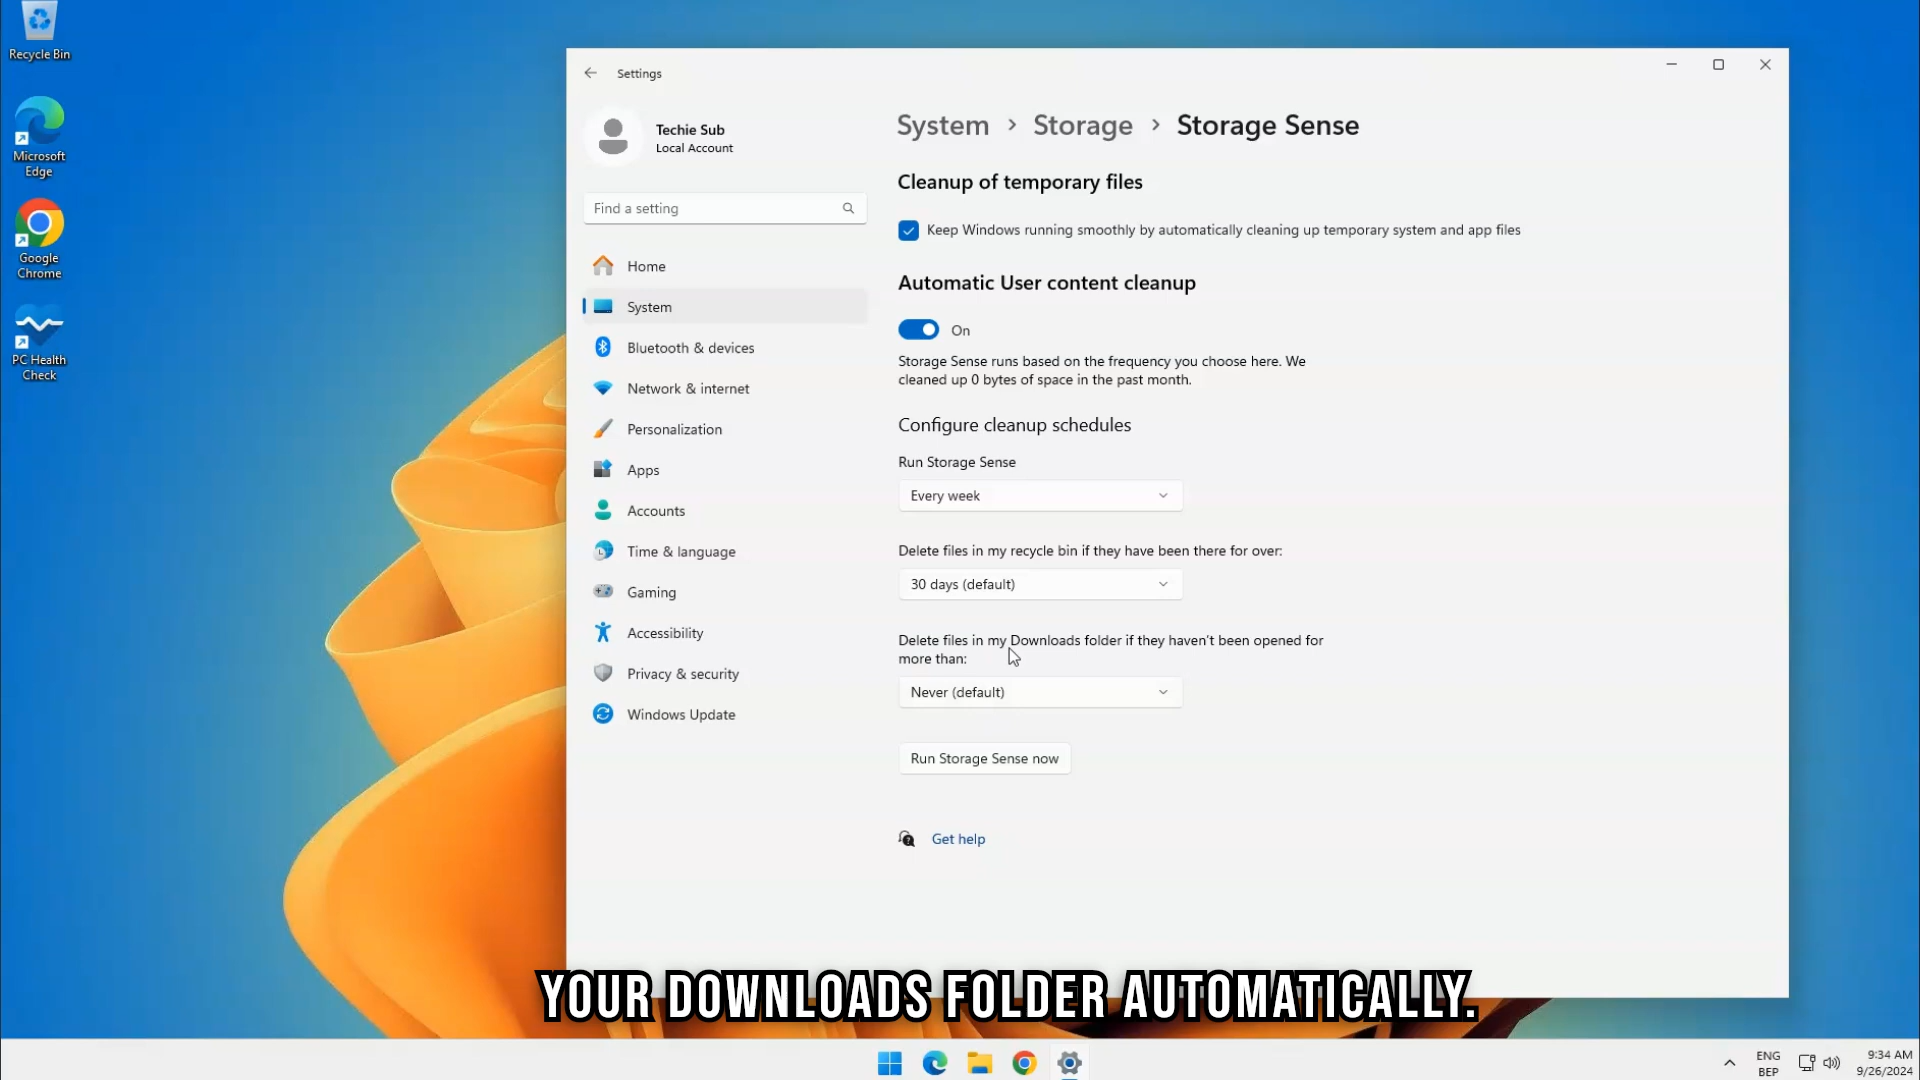 Recycle Bin
Microsoft
Edge
Google
Chrome
PC Health
Check
Settings
Techie Sub
Local Account
Find a setting
Home
System
Bluetooth & devices
Network & internet
Personalization
Apps
Accounts
Time & language
Gaming
Accessibility
Privacy & security
Windows Update
System > Storage > Storage Sense
Cleanup of temporary files
Keep Windows running smoothly by automatically cleaning up temporary system and app files
Automatic User content cleanup
On
Storage Sense runs based on the frequency you choose here. We
cleaned up 0 bytes of space in the past month.
Configure cleanup schedules
Run Storage Sense
Every week
Delete files in my recycle bin if they have been there for over:
30 days (default)
Delete files in my Downloads folder if they haven't been opened for
more than:
Never (default)
Run Storage Sense now
Get help
YOUR DOWNLOADS FOLDER AUTOMATICALLY.
ENG
BEP
9:34 AM
9/26/2024